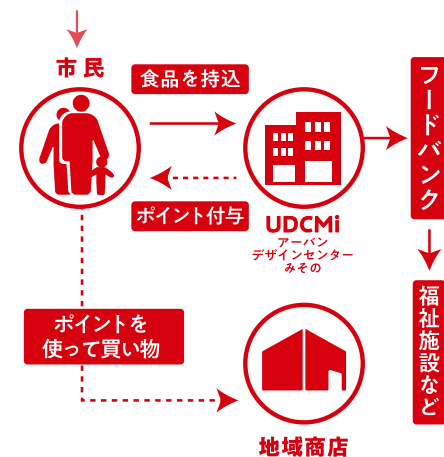 市民
食品を持込
ポイント付与
UDCMi
アーバン
デザインセンター
みその
フードバンク
福祉施設など
ポイントを
使って買い物
地域商店